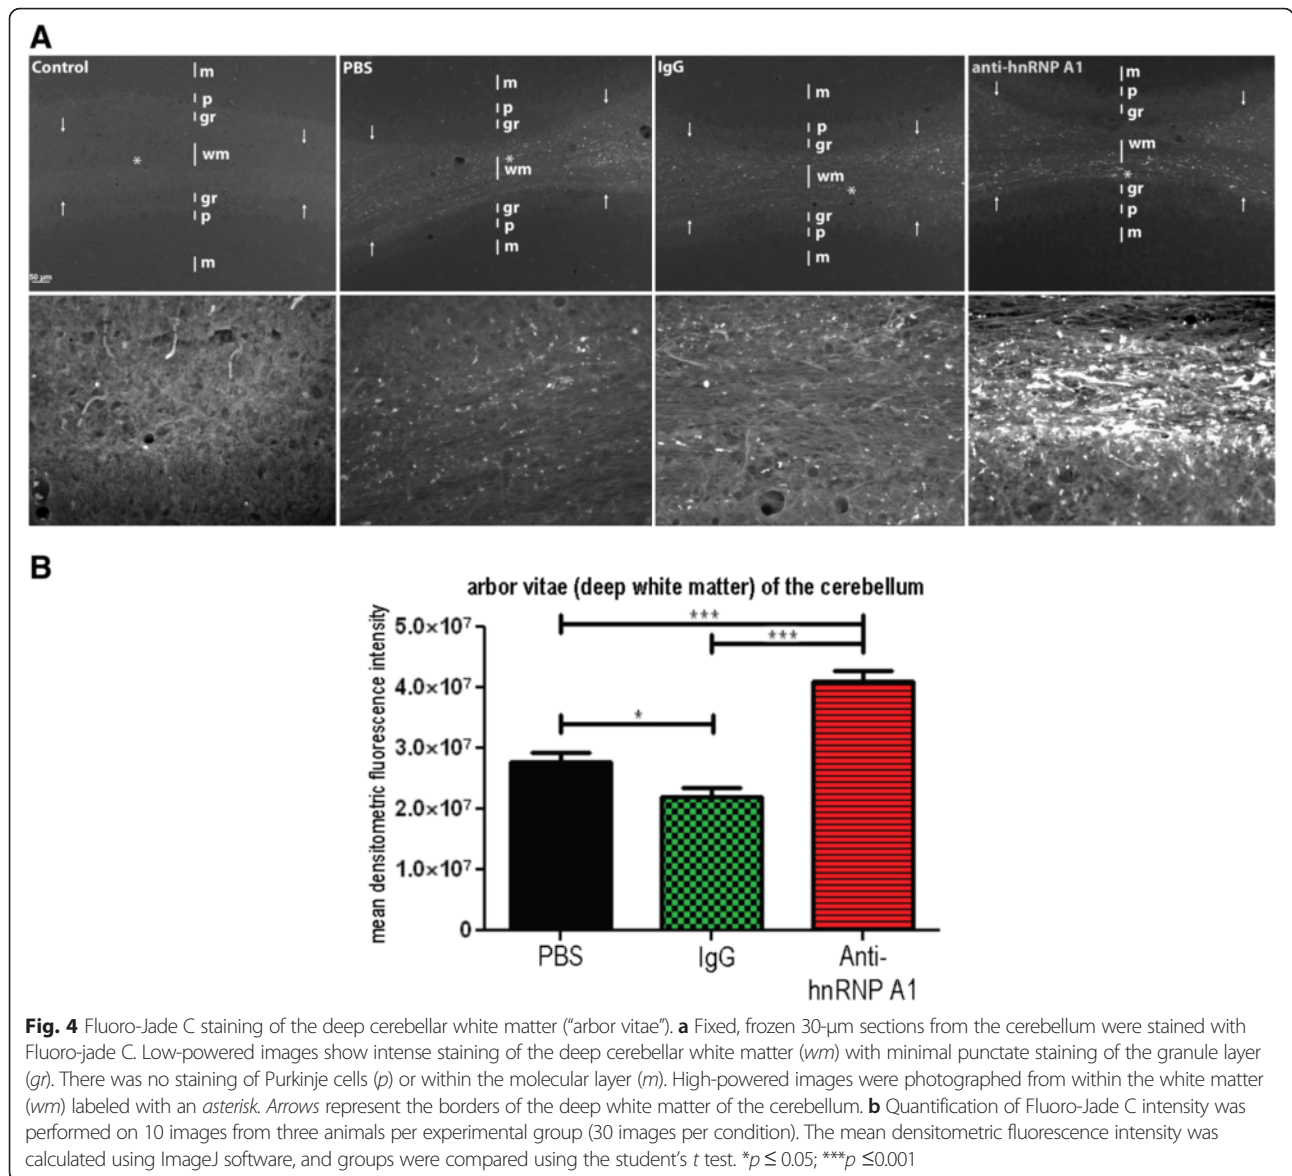 A
Control
m
p
gr
*
wm
gr
p
m
50 µm
PBS
m
p
gr
*
wm
gr
p
m
IgG
m
p
gr
wm
*
gr
p
m
anti-hnRNP A1
m
p
gr
wm
*
gr
p
m
B
arbor vitae (deep white matter) of the cerebellum
mean densitometric fluorescence intensity
5.0×10⁷
4.0×10⁷
3.0×10⁷
2.0×10⁷
1.0×10⁷
0
***
***
*
PBS
IgG
Anti-
hnRNP A1
Fig. 4 Fluoro-Jade C staining of the deep cerebellar white matter (“arbor vitae”). a Fixed, frozen 30-μm sections from the cerebellum were stained with
Fluoro-jade C. Low-powered images show intense staining of the deep cerebellar white matter (wm) with minimal punctate staining of the granule layer
(gr). There was no staining of Purkinje cells (p) or within the molecular layer (m). High-powered images were photographed from within the white matter
(wm) labeled with an asterisk. Arrows represent the borders of the deep white matter of the cerebellum. b Quantification of Fluoro-Jade C intensity was
performed on 10 images from three animals per experimental group (30 images per condition). The mean densitometric fluorescence intensity was
calculated using ImageJ software, and groups were compared using the student’s t test. *p ≤ 0.05; ***p ≤0.001